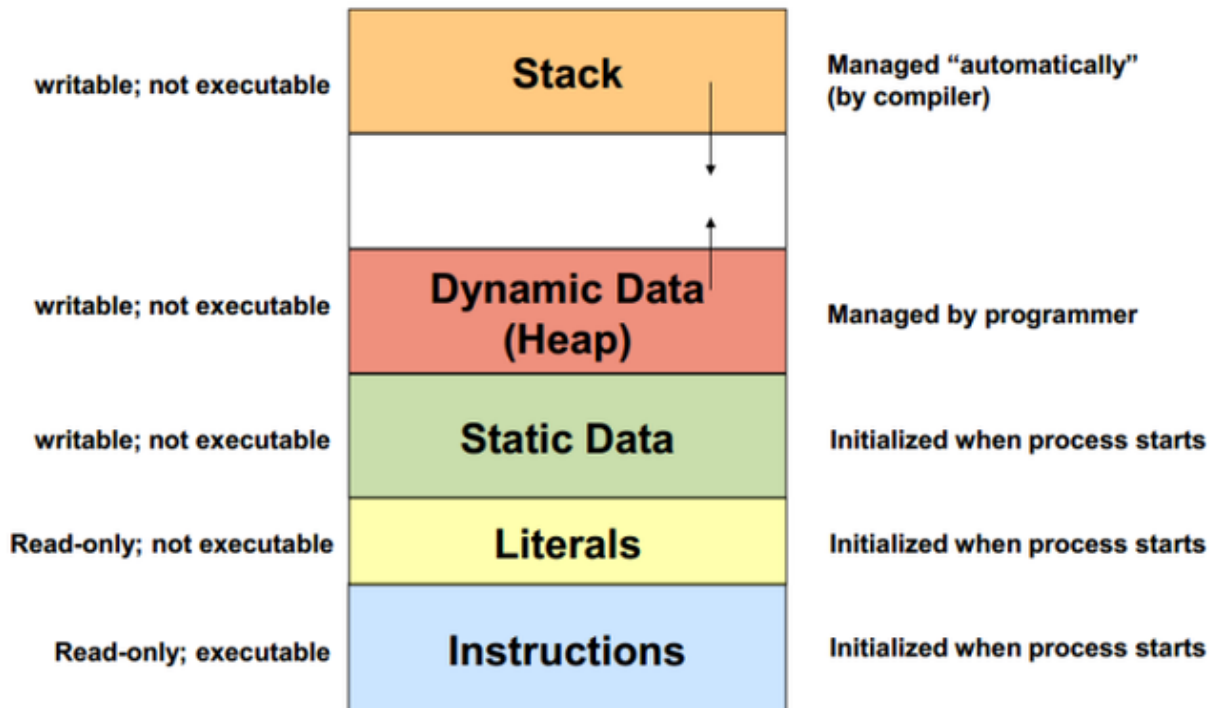 writable; not executable
Stack
Managed “automatically”
(by compiler)
writable; not executable
Dynamic Data
(Heap)
Managed by programmer
writable; not executable
Static Data
Initialized when process starts
Read-only; not executable
Literals
Initialized when process starts
Read-only; executable
Instructions
Initialized when process starts